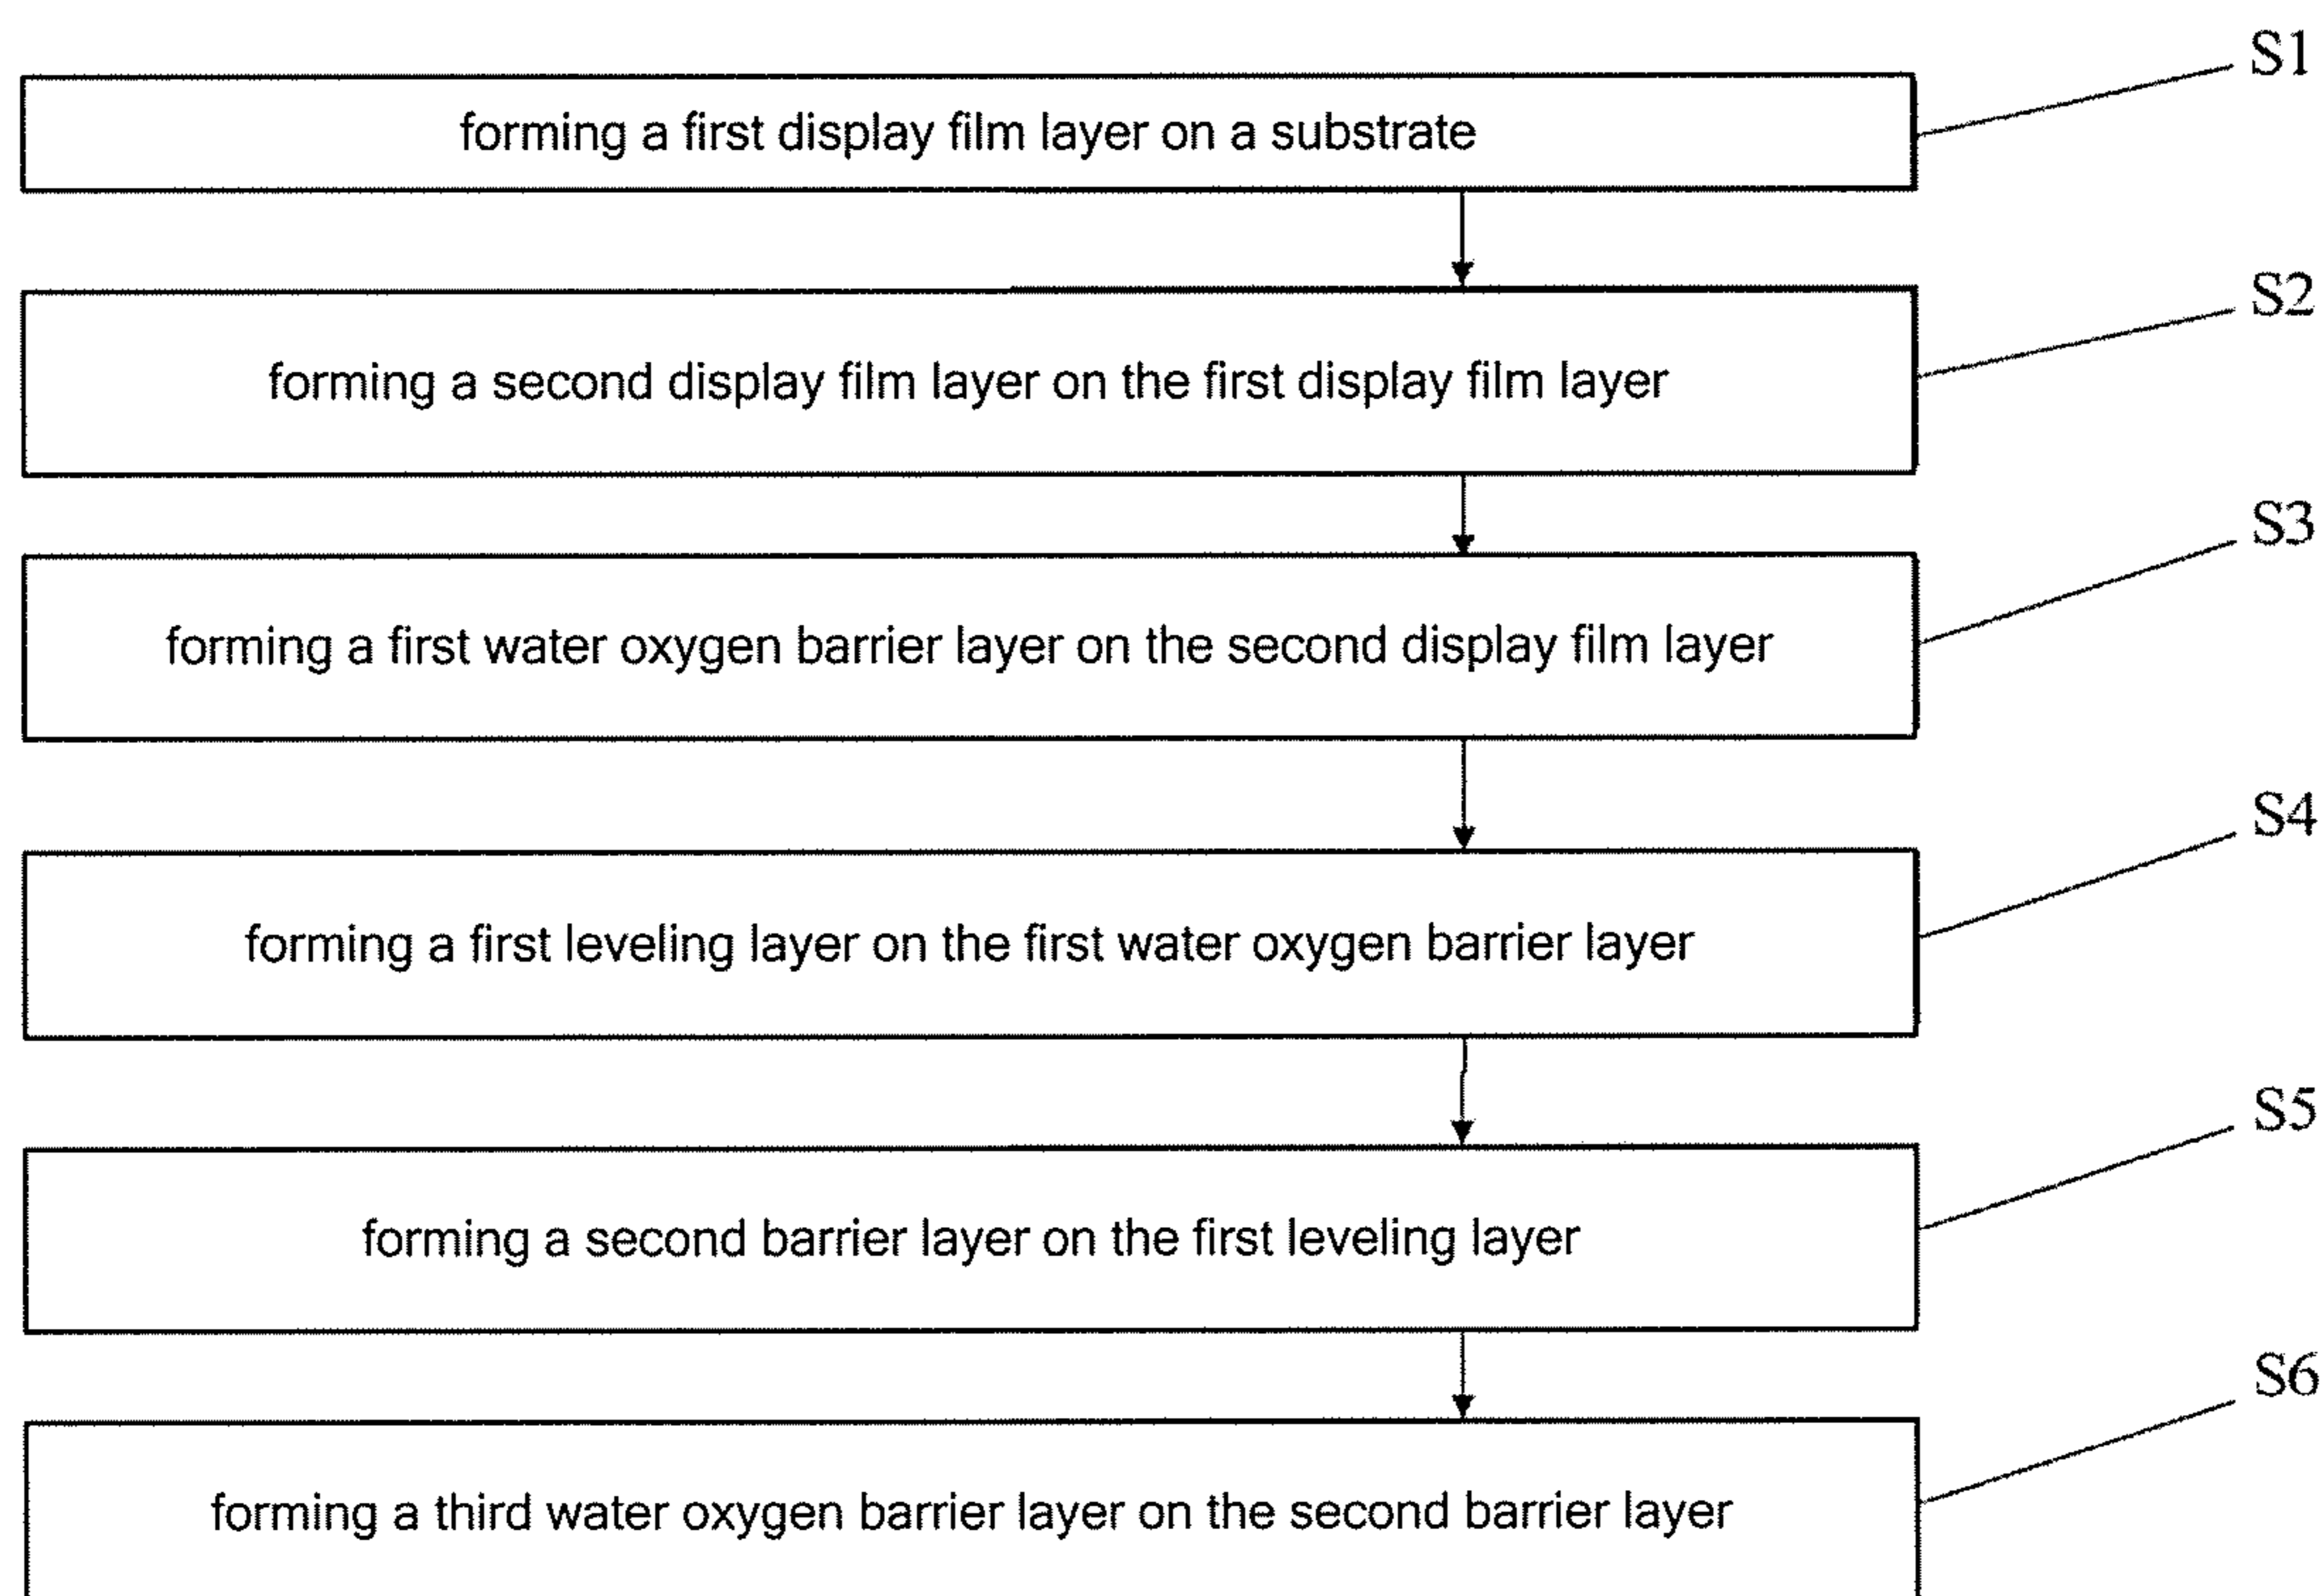 S1
forming a first display film layer on a substrate
S2
forming a second display film layer on the first display film layer
S3
forming a first water oxygen barrier layer on the second display film layer
S4
forming a first leveling layer on the first water oxygen barrier layer
S5
forming a second barrier layer on the first leveling layer
S6
forming a third water oxygen barrier layer on the second barrier layer